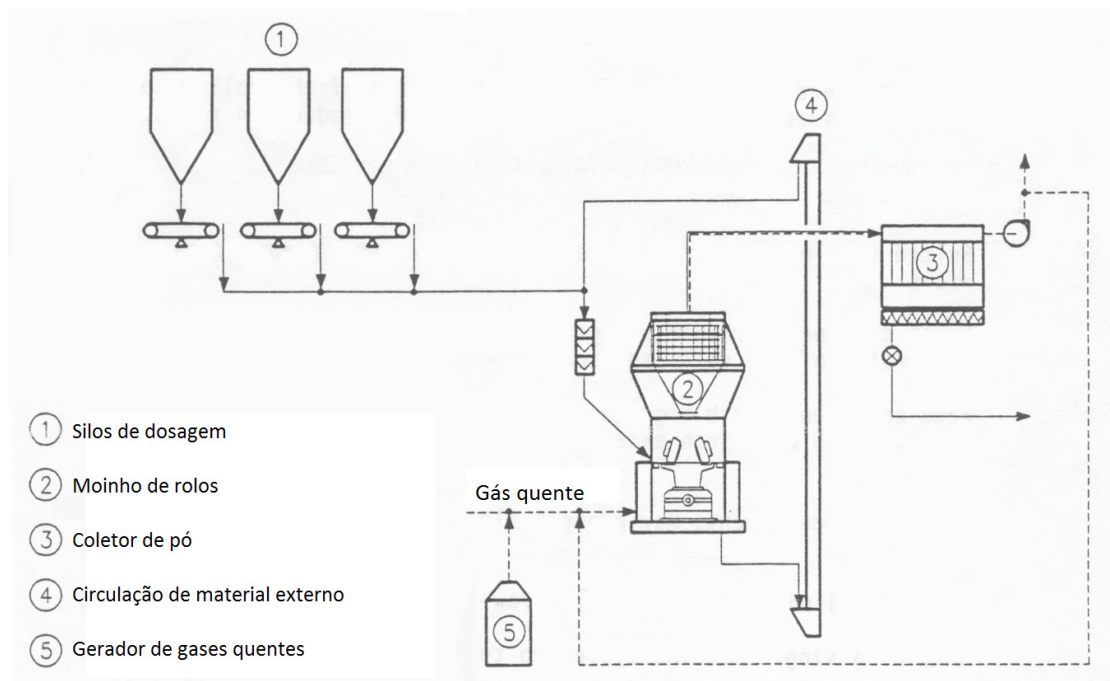 1
4
3
2
1 Silos de dosagem
2 Moinho de rolos
Gás quente
3 Coletor de pó
4 Circulação de material externo
5
5 Gerador de gases quentes